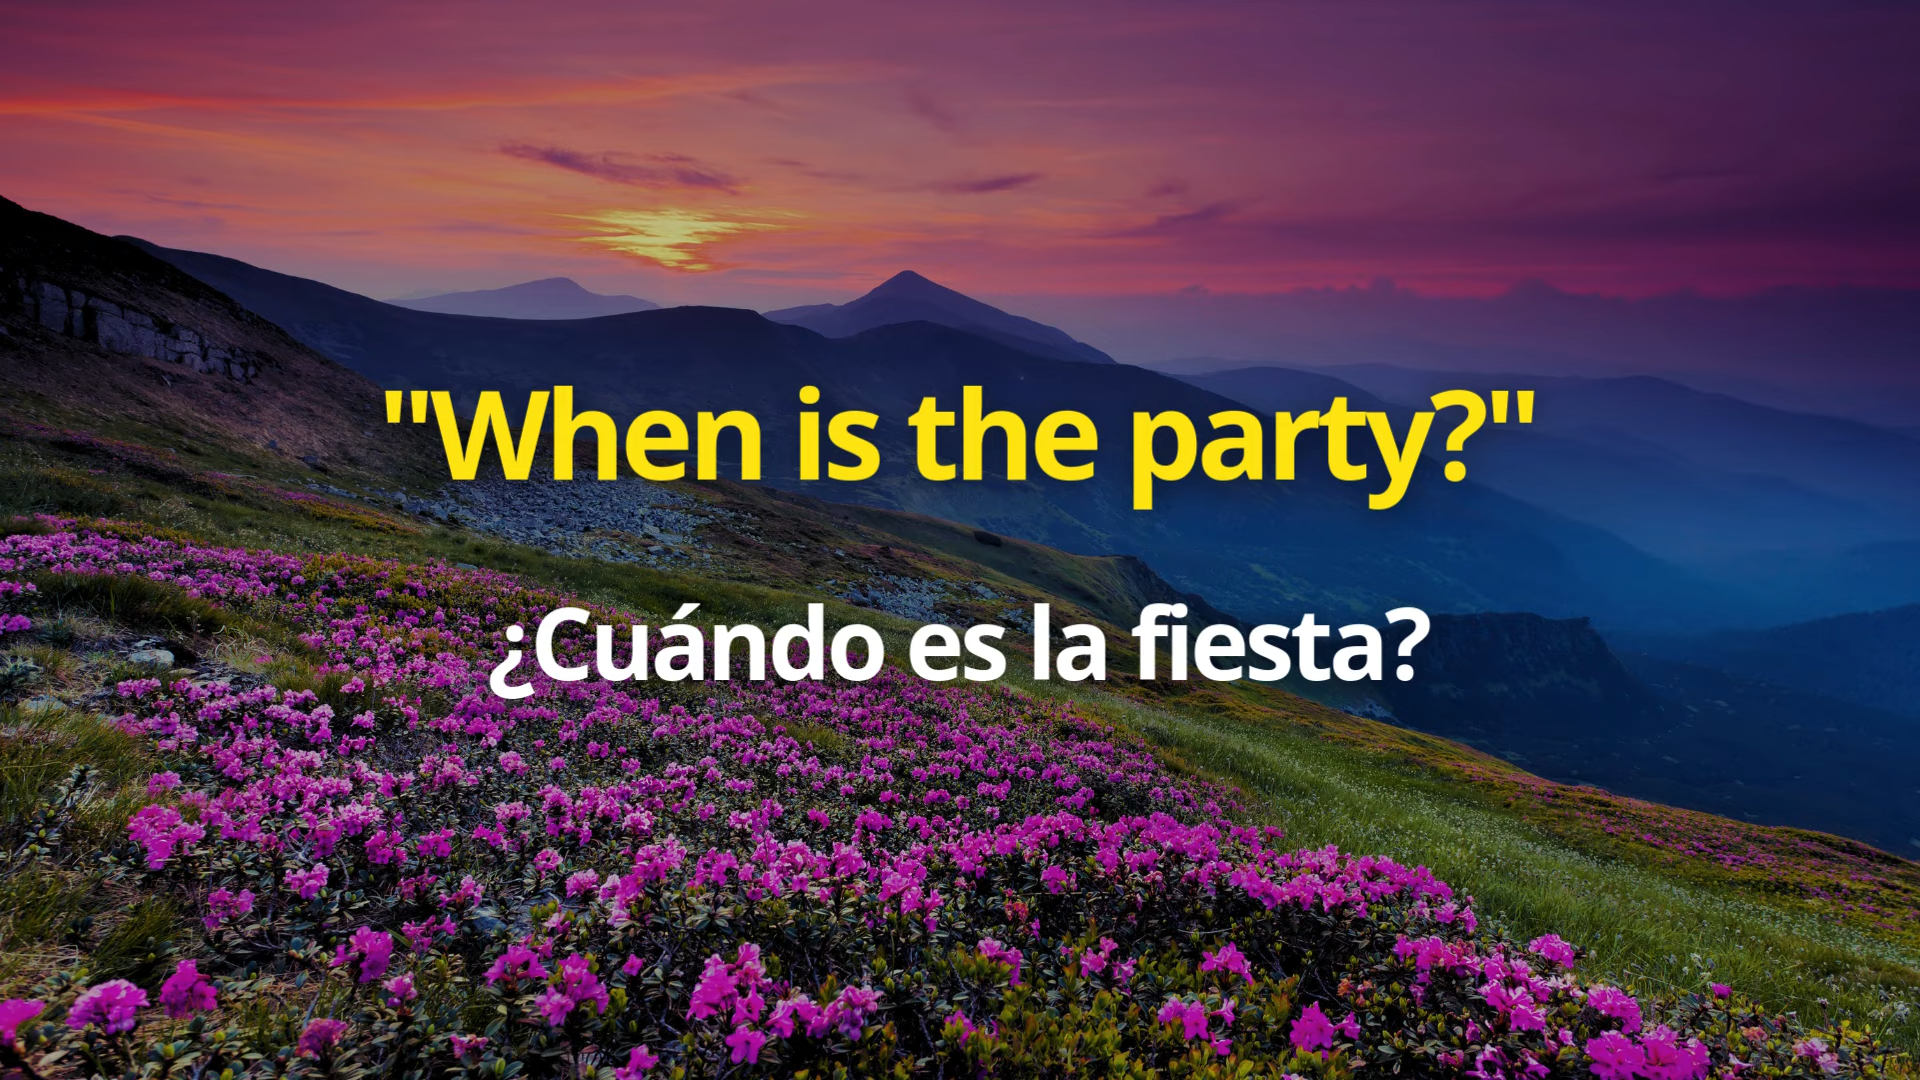 "When is the party?"
¿Cuándo es la fiesta?